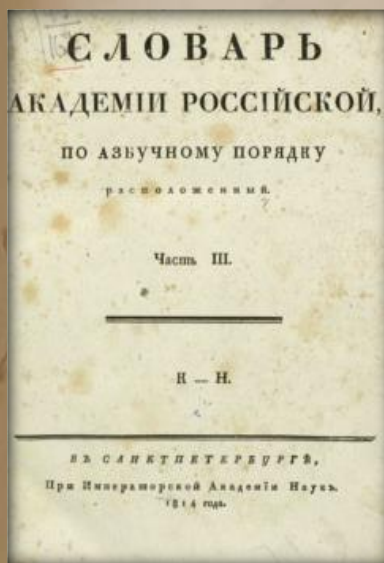 СЛОВАРЬ
АКАДЕМІИ РОССІЙСКОЙ,
ПО АЗБУЧНОМУ ПОРЯДКУ
расположенный.
Часть III.
К — Н.
ВЪ САНКТПЕТЕРБУРГѢ,
При Императорской Академіи Наукъ.
1814 года.